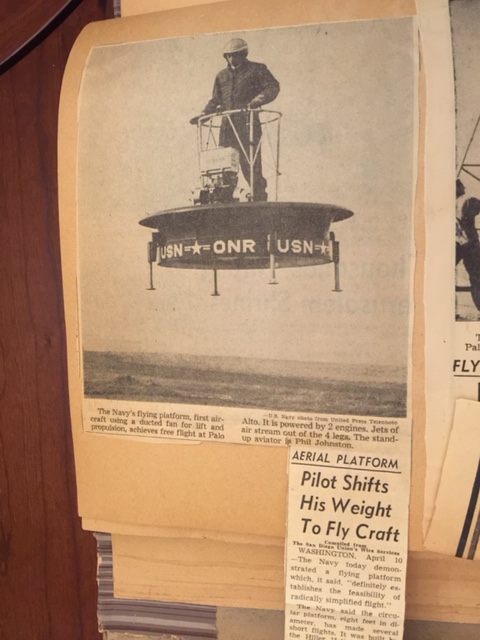 USN★ONR USN★
—U.S. Navy photo from United Press Telephoto
The Navy's flying platform, first air-
craft using a ducted fan for lift and
propulsion, achieves free flight at Palo
Alto. It is powered by 2 engines. Jets of
air stream out of the 4 legs. The stand-
up aviator is Phil Johnston.
AERIAL PLATFORM
Pilot Shifts
His Weight
To Fly Craft
Compiled from
The San Diego Union's Wire Services
WASHINGTON, April 10
—The Navy today demon-
strated a flying platform
which, it said, "definitely es-
tablishes the feasibility of
radically simplified flight."
The Navy said the circu-
lar platform, eight feet in di-
ameter, has made several
short flights. It was built by
the Hiller
T
Pal
FLY